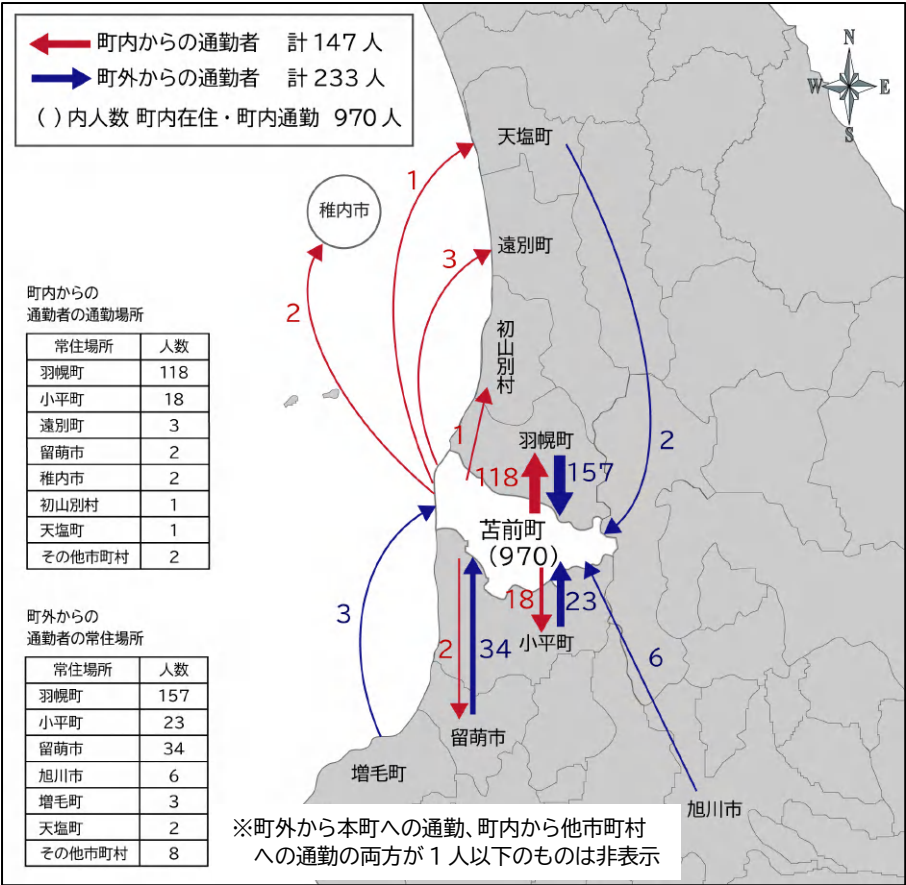 町内からの通勤者 計147人
町外からの通勤者 計233人
( )内人数 町内在住・町内通勤 970人
N
W E
S
天塩町
1
稚内市
遠別町
3
2
初山別村
1
羽幌町
2
118
157
苫前町
(970)
18
23
小平町
3
2
34
6
留萌市
増毛町
旭川市
町内からの
通勤者の通勤場所
常住場所 人数
羽幌町 118
小平町 18
遠別町 3
留萌市 2
稚内市 2
初山別村 1
天塩町 1
その他市町村 2
町外からの
通勤者の常住場所
常住場所 人数
羽幌町 157
小平町 23
留萌市 34
旭川市 6
増毛町 3
天塩町 2
その他市町村 8
※町外から本町への通勤、町内から他市町村
への通勤の両方が1人以下のものは非表示